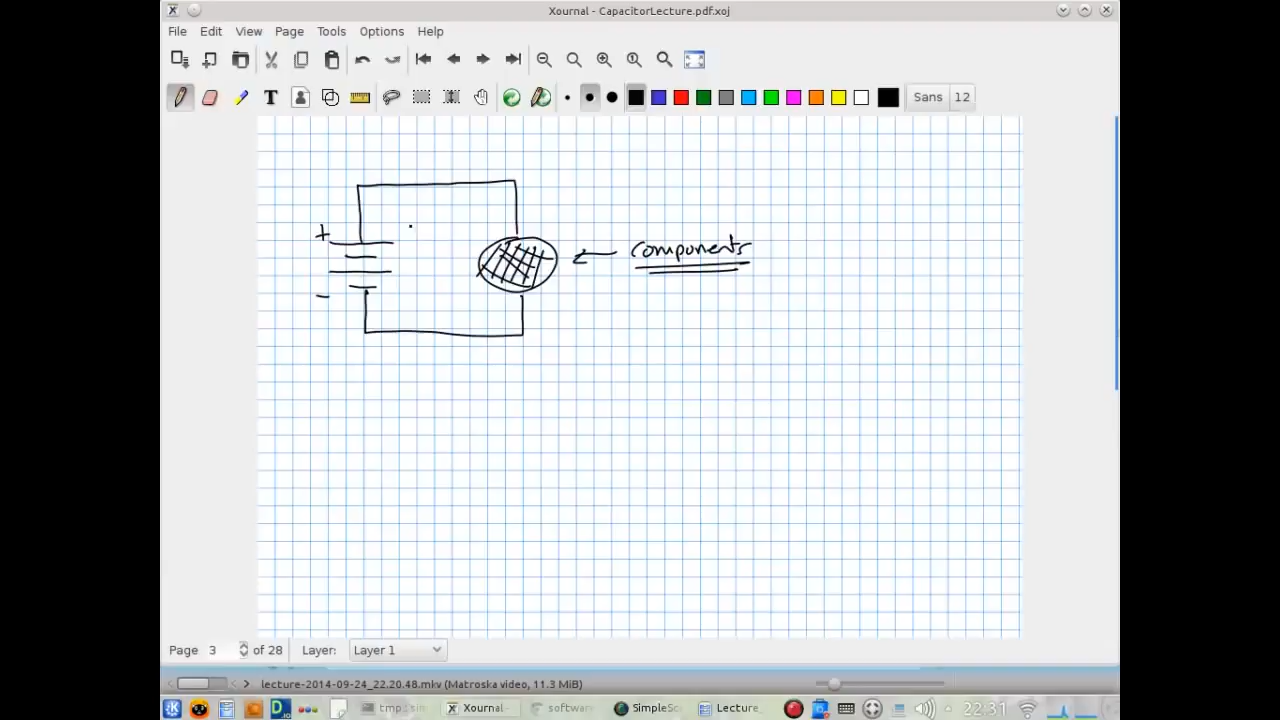 Xournal - CapacitorLecture.pdf.xoj
File Edit View Page Tools Options Help
Sans 12
+
components
-
Page 3 of 28 Layer: Layer 1
lecture-2014-09-24_22.20.48.mkv (Matroska video, 11.3 MiB)
Xournal - SimpleSc Lecture_ 22:31